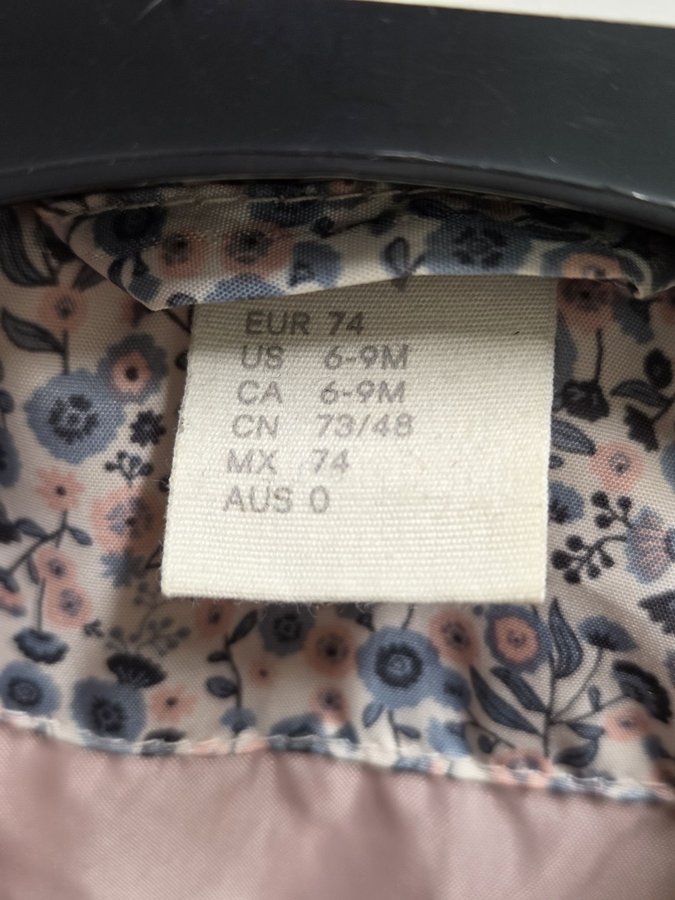 EUR 74
US 6-9M
CA 6-9M
CN 73/48
MX 74
AUS 0